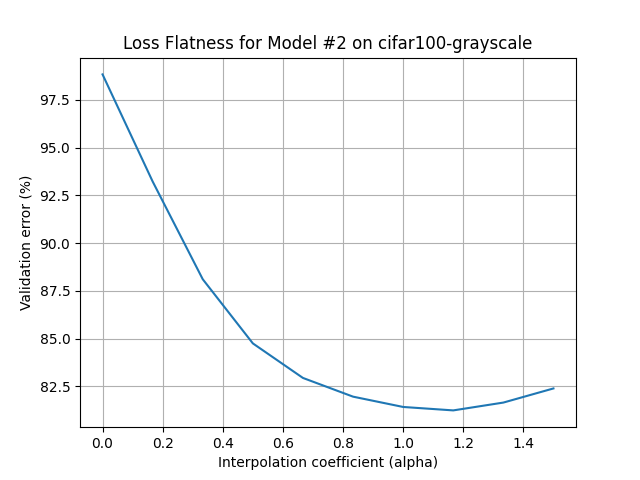 Loss Flatness for Model #2 on cifar100-grayscale
97.5
95.0
92.5
90.0
87.5
85.0
82.5
Validation error (%)
0.0 0.2 0.4 0.6 0.8 1.0 1.2 1.4
Interpolation coefficient (alpha)